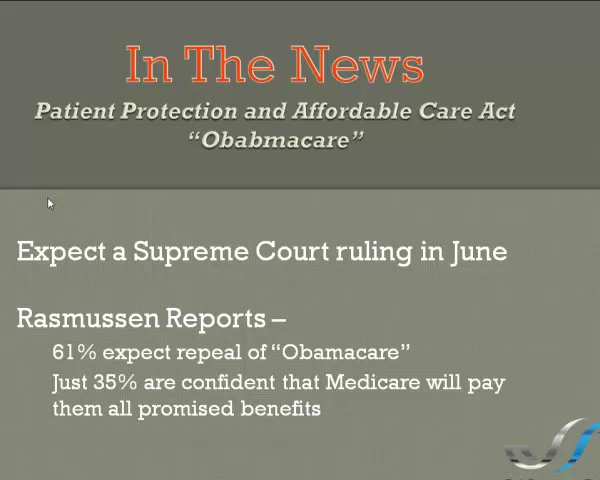 In The News
Patient Protection and Affordable Care Act
“Obabmacare”
Expect a Supreme Court ruling in June
Rasmussen Reports –
61% expect repeal of “Obamacare”
Just 35% are confident that Medicare will pay
them all promised benefits